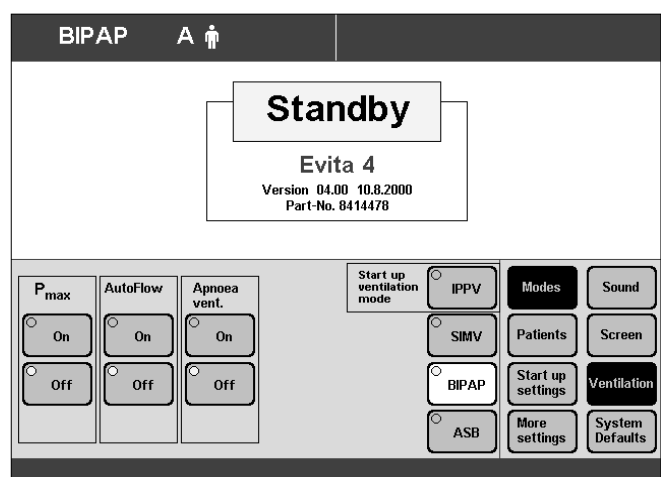 BIPAP A
Standby
Evita 4
Version 04.00 10.8.2000
Part-No. 8414478
Pmax
On
Off
AutoFlow
On
Off
Apnoea
vent.
On
Off
Start up
ventilation
mode
IPPV
SIMV
BIPAP
ASB
Modes
Patients
Start up
settings
More
settings
Sound
Screen
Ventilation
System
Defaults